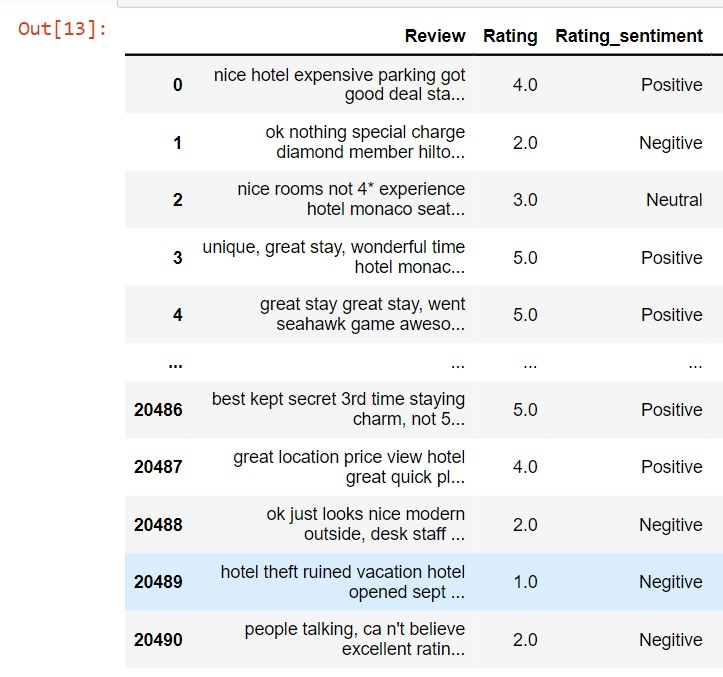 Out[13]:
Review Rating Rating_sentiment
0 nice hotel expensive parking got
good deal sta... 4.0 Positive
1 ok nothing special charge
diamond member hilto... 2.0 Negitive
2 nice rooms not 4* experience
hotel monaco seat... 3.0 Neutral
3 unique, great stay, wonderful time
hotel monac... 5.0 Positive
4 great stay great stay, went
seahawk game aweso... 5.0 Positive
... ... ... ...
20486 best kept secret 3rd time staying
charm, not 5... 5.0 Positive
20487 great location price view hotel
great quick pl... 4.0 Positive
20488 ok just looks nice modern
outside, desk staff ... 2.0 Negitive
20489 hotel theft ruined vacation hotel
opened sept ... 1.0 Negitive
20490 people talking, ca n't believe
excellent ratin... 2.0 Negitive